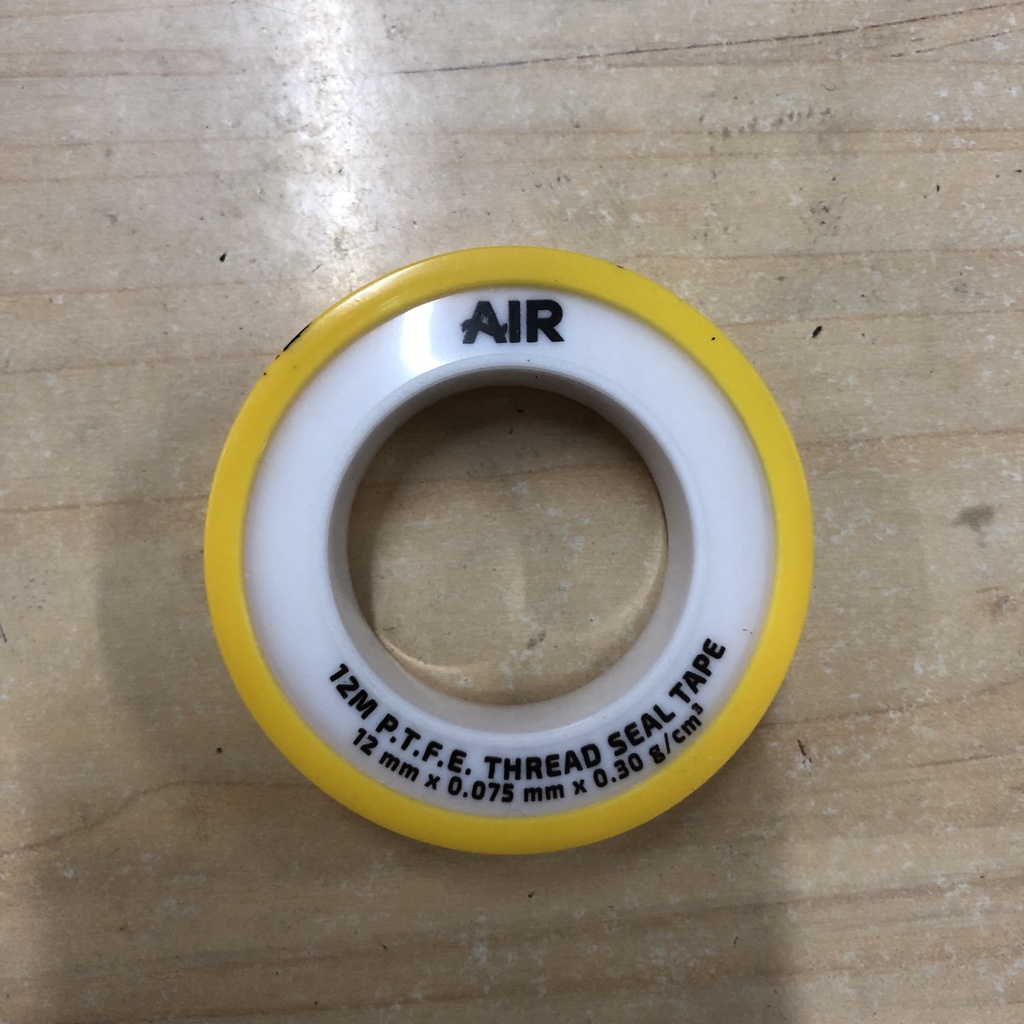 AIR
12M P.T.F.E. THREAD SEAL TAPE
12 mm x 0.075 mm x 0.30 g/cm³